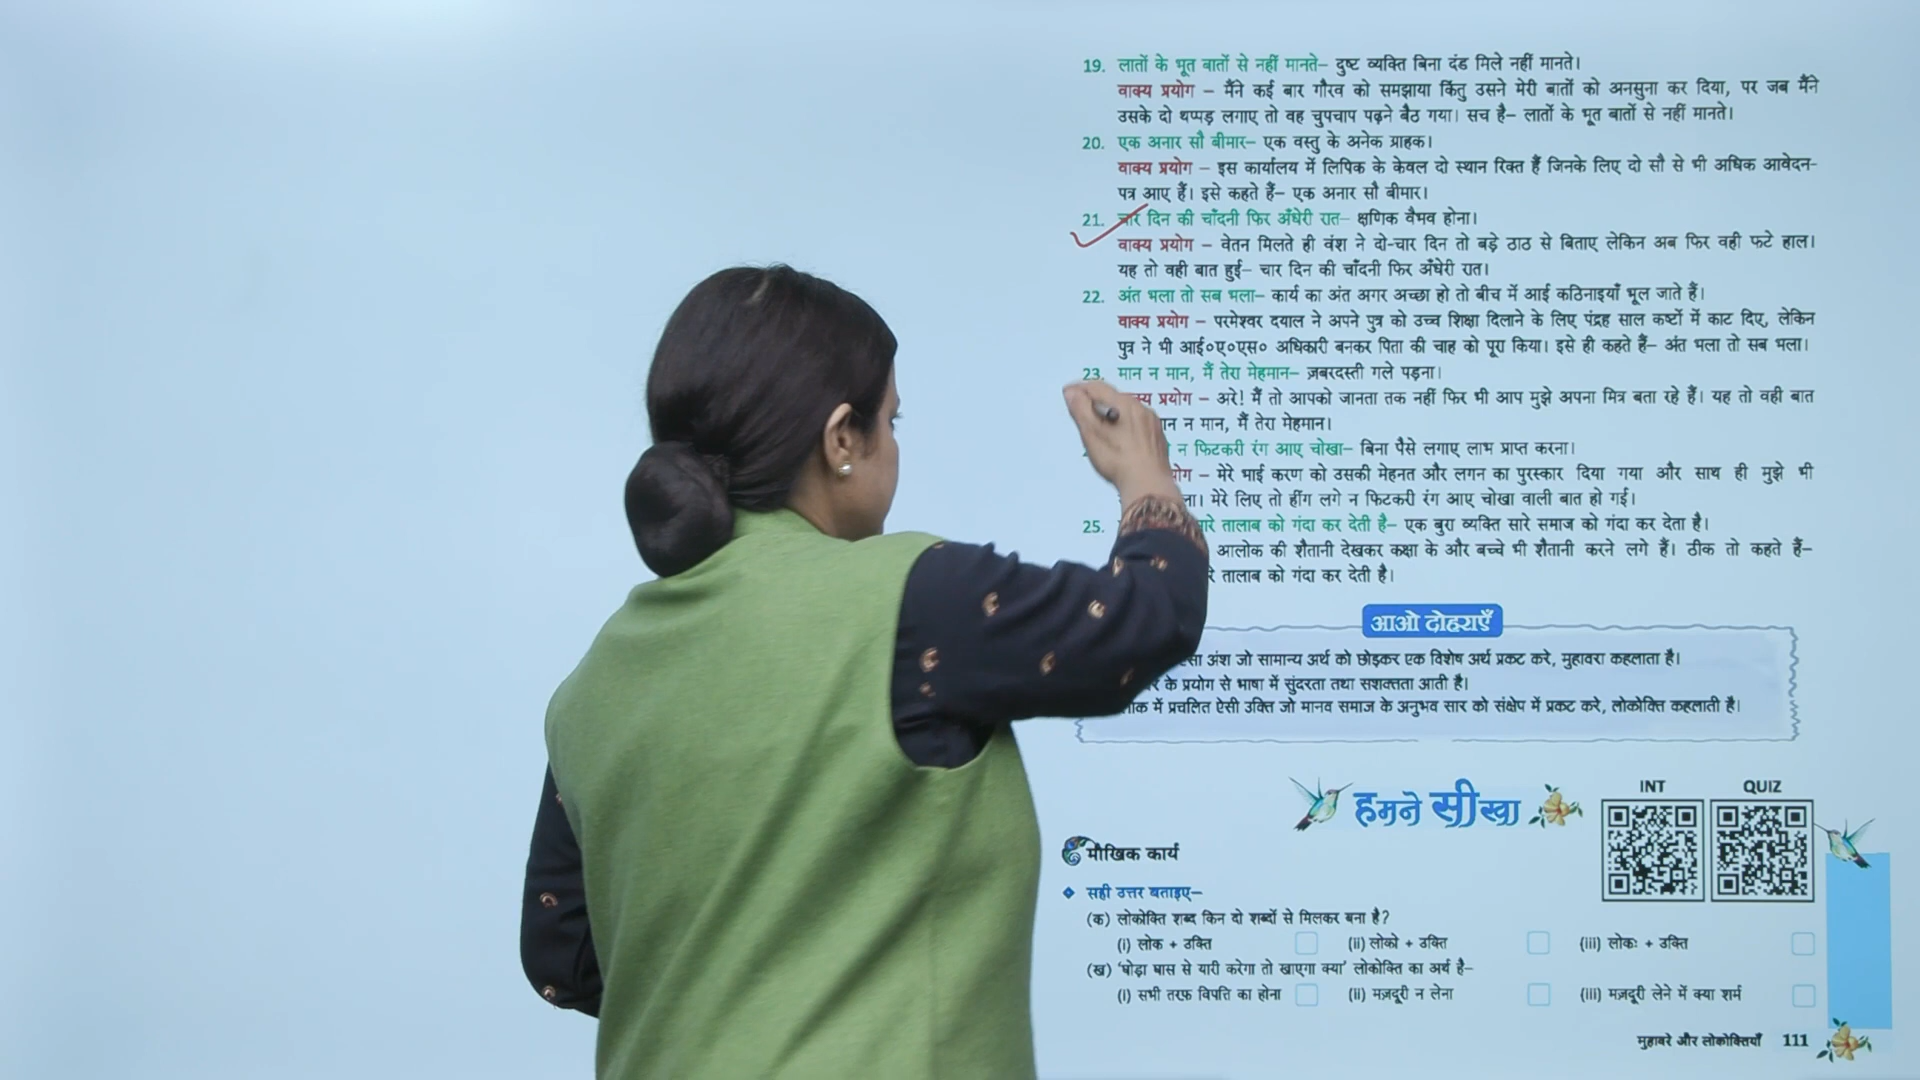 19. लातों के भूत बातों से नहीं मानते– दुष्ट व्यक्ति बिना दंड मिले नहीं मानते।
वाक्य प्रयोग – मैंने कई बार गौरव को समझाया किंतु उसने मेरी बातों को अनसुना कर दिया, पर जब मैंने
उसके दो थप्पड़ लगाए तो वह चुपचाप पढ़ने बैठ गया। सच है– लातों के भूत बातों से नहीं मानते।
20. एक अनार सौ बीमार– एक वस्तु के अनेक ग्राहक।
वाक्य प्रयोग – इस कार्यालय में लिपिक के केवल दो स्थान रिक्त हैं जिनके लिए दो सौ से भी अधिक आवेदन-
पत्र आए हैं। इसे कहते हैं– एक अनार सौ बीमार।
21. चार दिन की चाँदनी फिर अँधेरी रात– क्षणिक वैभव होना।
वाक्य प्रयोग – वेतन मिलते ही वंश ने दो-चार दिन तो बड़े ठाठ से बिताए लेकिन अब फिर वही फटे हाल।
यह तो वही बात हुई– चार दिन की चाँदनी फिर अँधेरी रात।
22. अंत भला तो सब भला– कार्य का अंत अगर अच्छा हो तो बीच में आई कठिनाइयाँ भूल जाते हैं।
वाक्य प्रयोग – परमेश्वर दयाल ने अपने पुत्र को उच्च शिक्षा दिलाने के लिए पंद्रह साल कष्टों में काट दिए, लेकिन
पुत्र ने भी आई०ए०एस० अधिकारी बनकर पिता की चाह को पूरा किया। इसे ही कहते हैं– अंत भला तो सब भला।
23. मान न मान, मैं तेरा मेहमान– ज़बरदस्ती गले पड़ना।
प्रयोग – अरे! मैं तो आपको जानता तक नहीं फिर भी आप मुझे अपना मित्र बता रहे हैं। यह तो वही बात
न मान, मैं तेरा मेहमान।
न फिटकरी रंग आए चोखा– बिना पैसे लगाए लाभ प्राप्त करना।
– मेरे भाई करण को उसकी मेहनत और लगन का पुरस्कार दिया गया और साथ ही मुझे भी
मेरे लिए तो हींग लगे न फिटकरी रंग आए चोखा वाली बात हो गई।
25. तालाब को गंदा कर देती है– एक बुरा व्यक्ति सारे समाज को गंदा कर देता है।
आलोक की शैतानी देखकर कक्षा के और बच्चे भी शैतानी करने लगे हैं। ठीक तो कहते हैं–
तालाब को गंदा कर देती है।
आओ दोहराएँ
अंश जो सामान्य अर्थ को छोड़कर एक विशेष अर्थ प्रकट करे, मुहावरा कहलाता है।
के प्रयोग से भाषा में सुंदरता तथा सशक्तता आती है।
में प्रचलित ऐसी उक्ति जो मानव समाज के अनुभव सार को संक्षेप में प्रकट करे, लोकोक्ति कहलाती है।
हमने सीखा
INT QUIZ
मौखिक कार्य
सही उत्तर बताइए–
(क) लोकोक्ति शब्द किन दो शब्दों से मिलकर बना है?
(i) लोक + उक्ति (ii) लोको + उक्ति (iii) लोकः + उक्ति
(ख) 'घोड़ा घास से यारी करेगा तो खाएगा क्या' लोकोक्ति का अर्थ है–
(i) सभी तरफ़ विपत्ति का होना (ii) मज़दूरी न लेना (iii) मज़दूरी लेने में क्या शर्म
मुहावरे और लोकोक्तियाँ 111